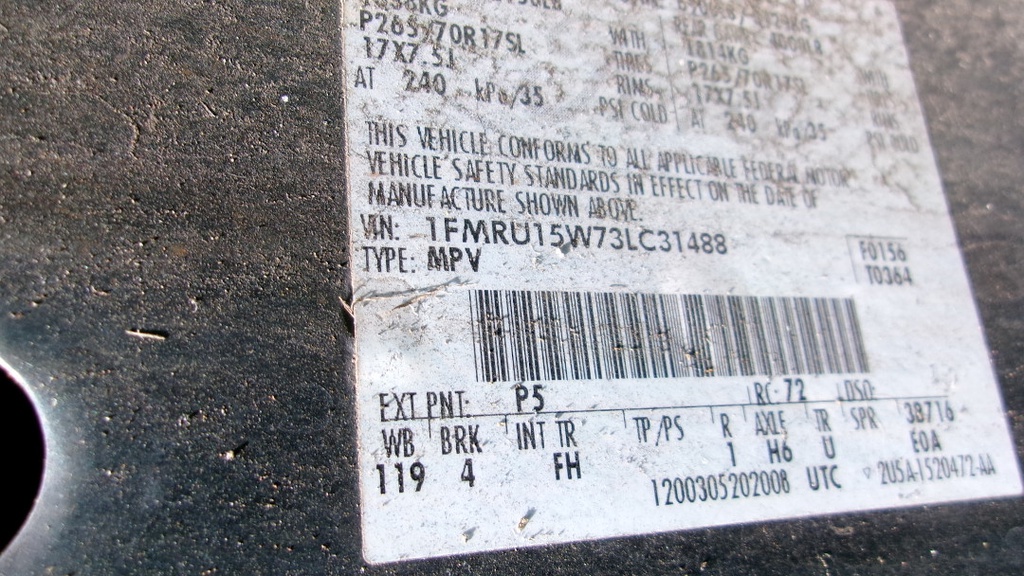 P265/70R17SL
17X7.5J
AT 240 kPa/35
WITH
TIRES
RIMS
PSI COLD
1814KG
P265/70R17SL
17X7.5J
AT 240 kPa/35
THIS VEHICLE CONFORMS TO ALL APPLICABLE FEDERAL MOTOR
VEHICLE SAFETY STANDARDS IN EFFECT ON THE DATE OF
MANUFACTURE SHOWN ABOVE.
VIN: 1FMRU15W73LC31488
TYPE: MPV
F0156
T0364
EXT PNT: P5 RC: 72 DSO:
WB BRK INT TR TP/PS R AXLE TR SPR 38716
119 4 FH 1 H6 U E0A
1200305202008 UTC 2U5A-1520472-AA